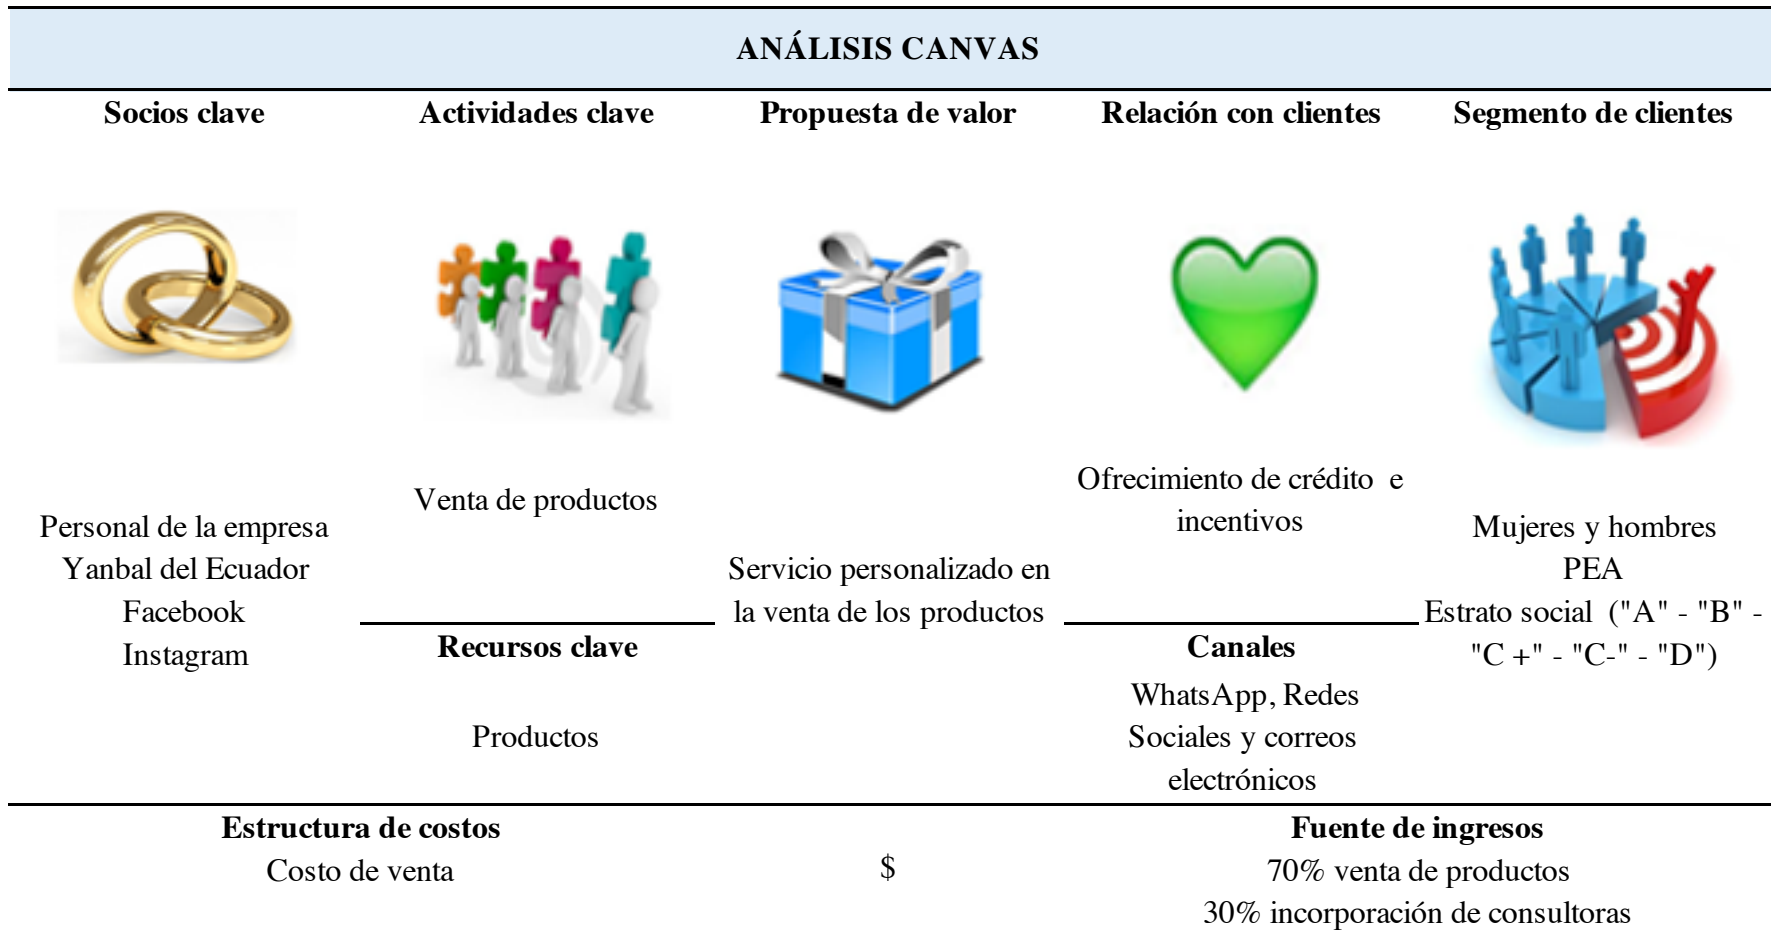 ANÁLISIS CANVAS
Socios clave
Personal de la empresa
Yanbal del Ecuador
Facebook
Instagram
Actividades clave
Venta de productos
Recursos clave
Productos
Propuesta de valor
Servicio personalizado en
la venta de los productos
Relación con clientes
Ofrecimiento de crédito  e
incentivos
Canales
WhatsApp, Redes
Sociales y correos
electrónicos
Segmento de clientes
Mujeres y hombres
PEA
Estrato social  ("A" - "B" -
"C +" - "C-" - "D")
Estructura de costos
Costo de venta
$
Fuente de ingresos
70% venta de productos
30% incorporación de consultoras